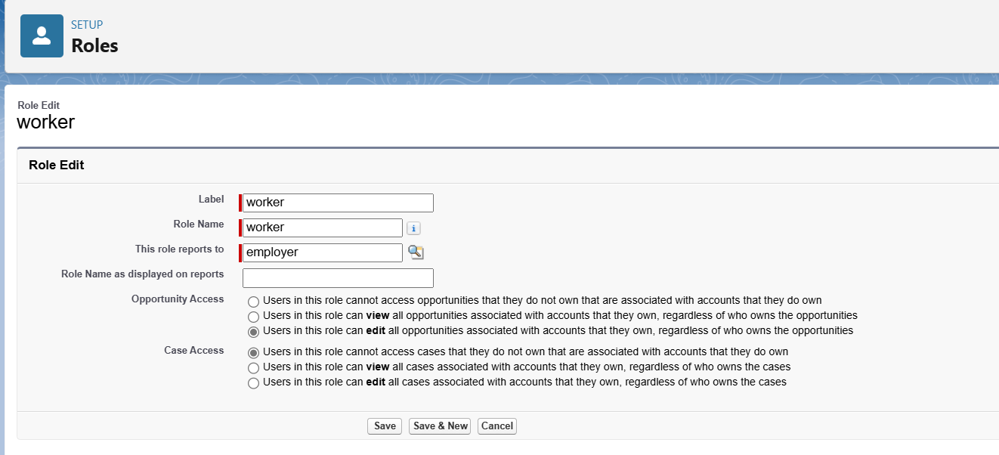 SETUP
Roles
Role Edit
worker
Role Edit
Label worker
Role Name worker i
This role reports to employer
Role Name as displayed on reports
Opportunity Access Users in this role cannot access opportunities that they do not own that are associated with accounts that they do own
Users in this role can view all opportunities associated with accounts that they own, regardless of who owns the opportunities
Users in this role can edit all opportunities associated with accounts that they own, regardless of who owns the opportunities
Case Access Users in this role cannot access cases that they do not own that are associated with accounts that they do own
Users in this role can view all cases associated with accounts that they own, regardless of who owns the cases
Users in this role can edit all cases associated with accounts that they own, regardless of who owns the cases
Save Save & New Cancel